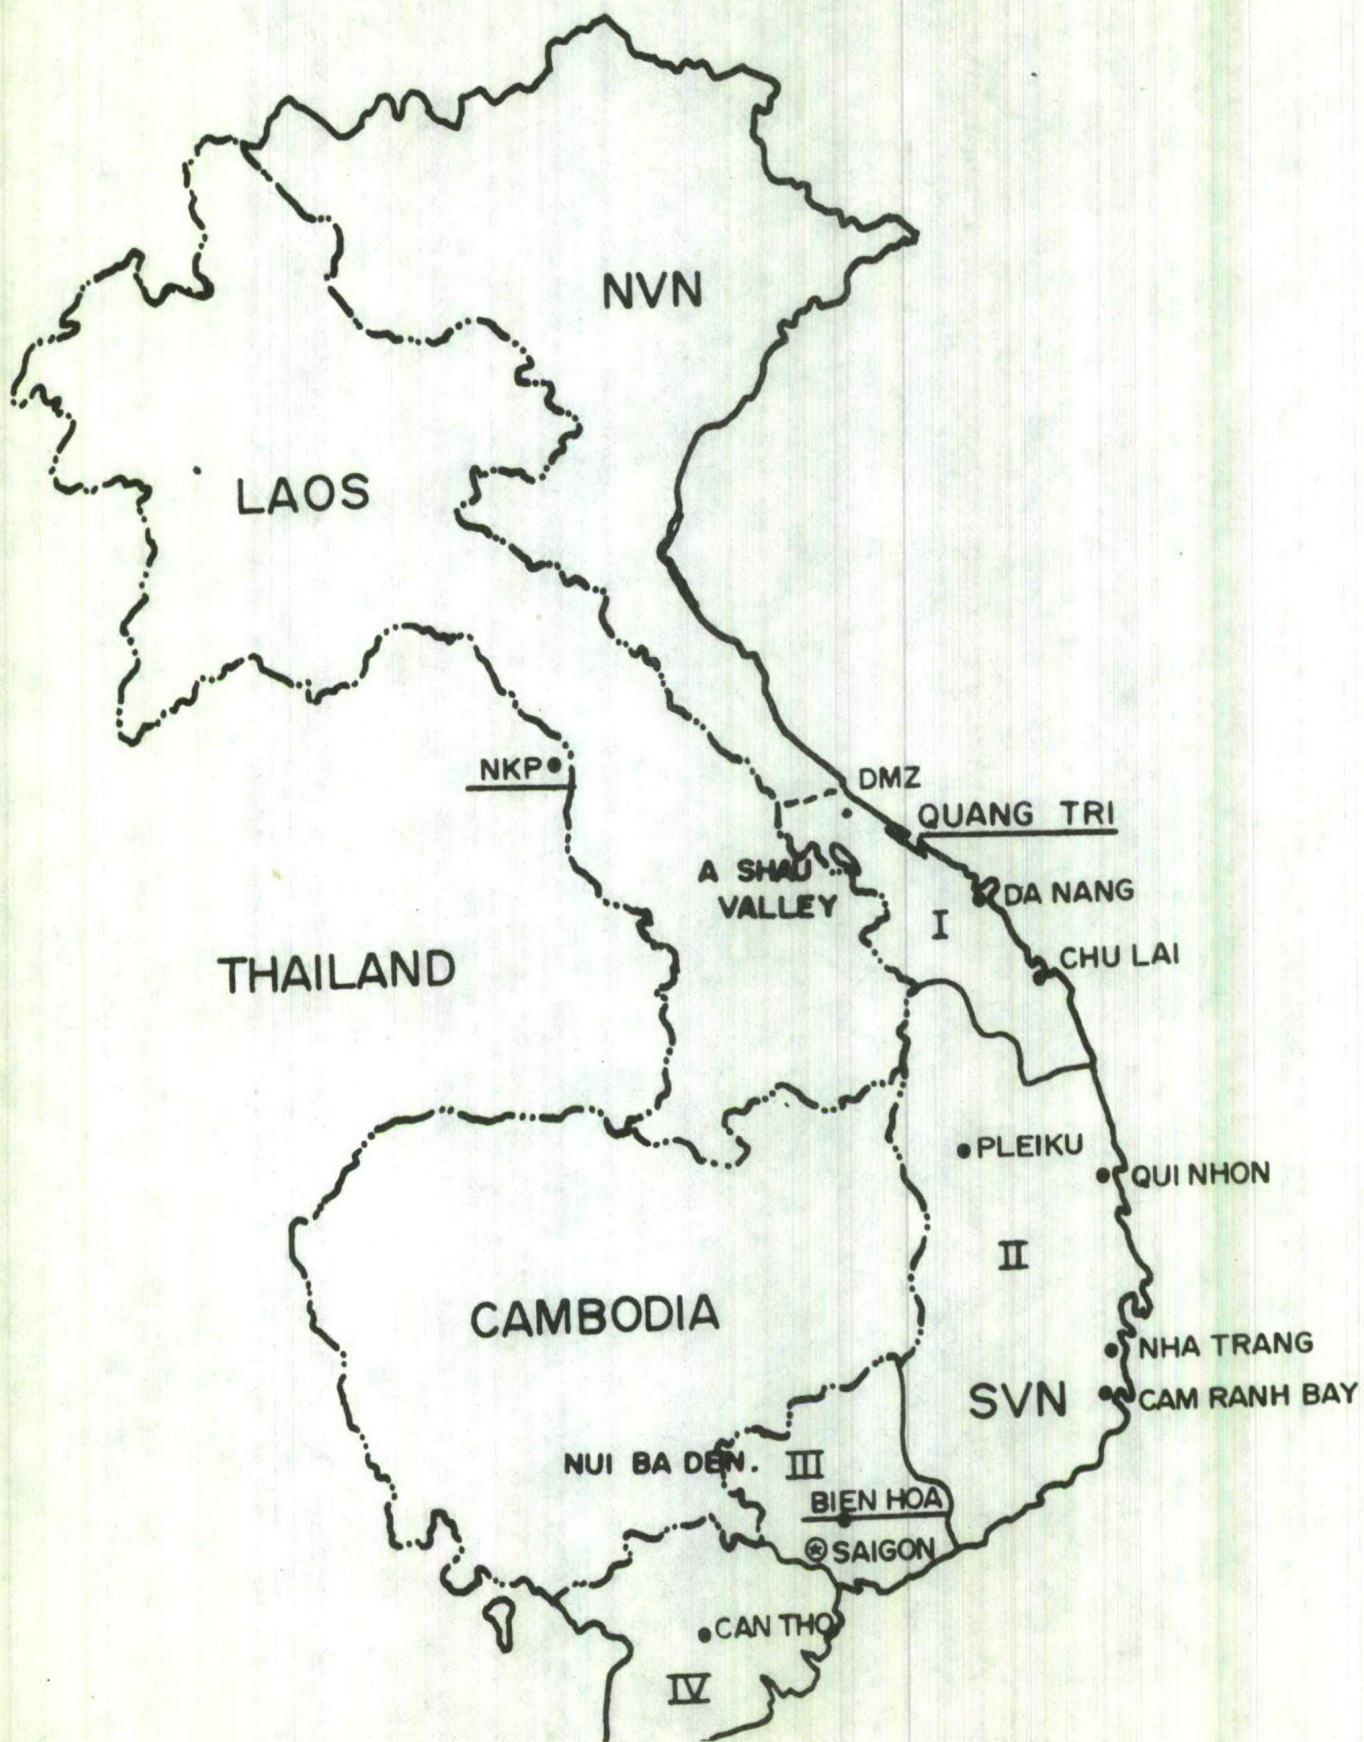 NVN
LAOS
NKP
DMZ
QUANG TRI
A SHAU
VALLEY
DA NANG
I
CHU LAI
THAILAND
PLEIKU
QUI NHON
II
CAMBODIA
NHA TRANG
SVN
CAM RANH BAY
NUI BA DEN.
III
BIEN HOA
SAIGON
CAN THO
IV